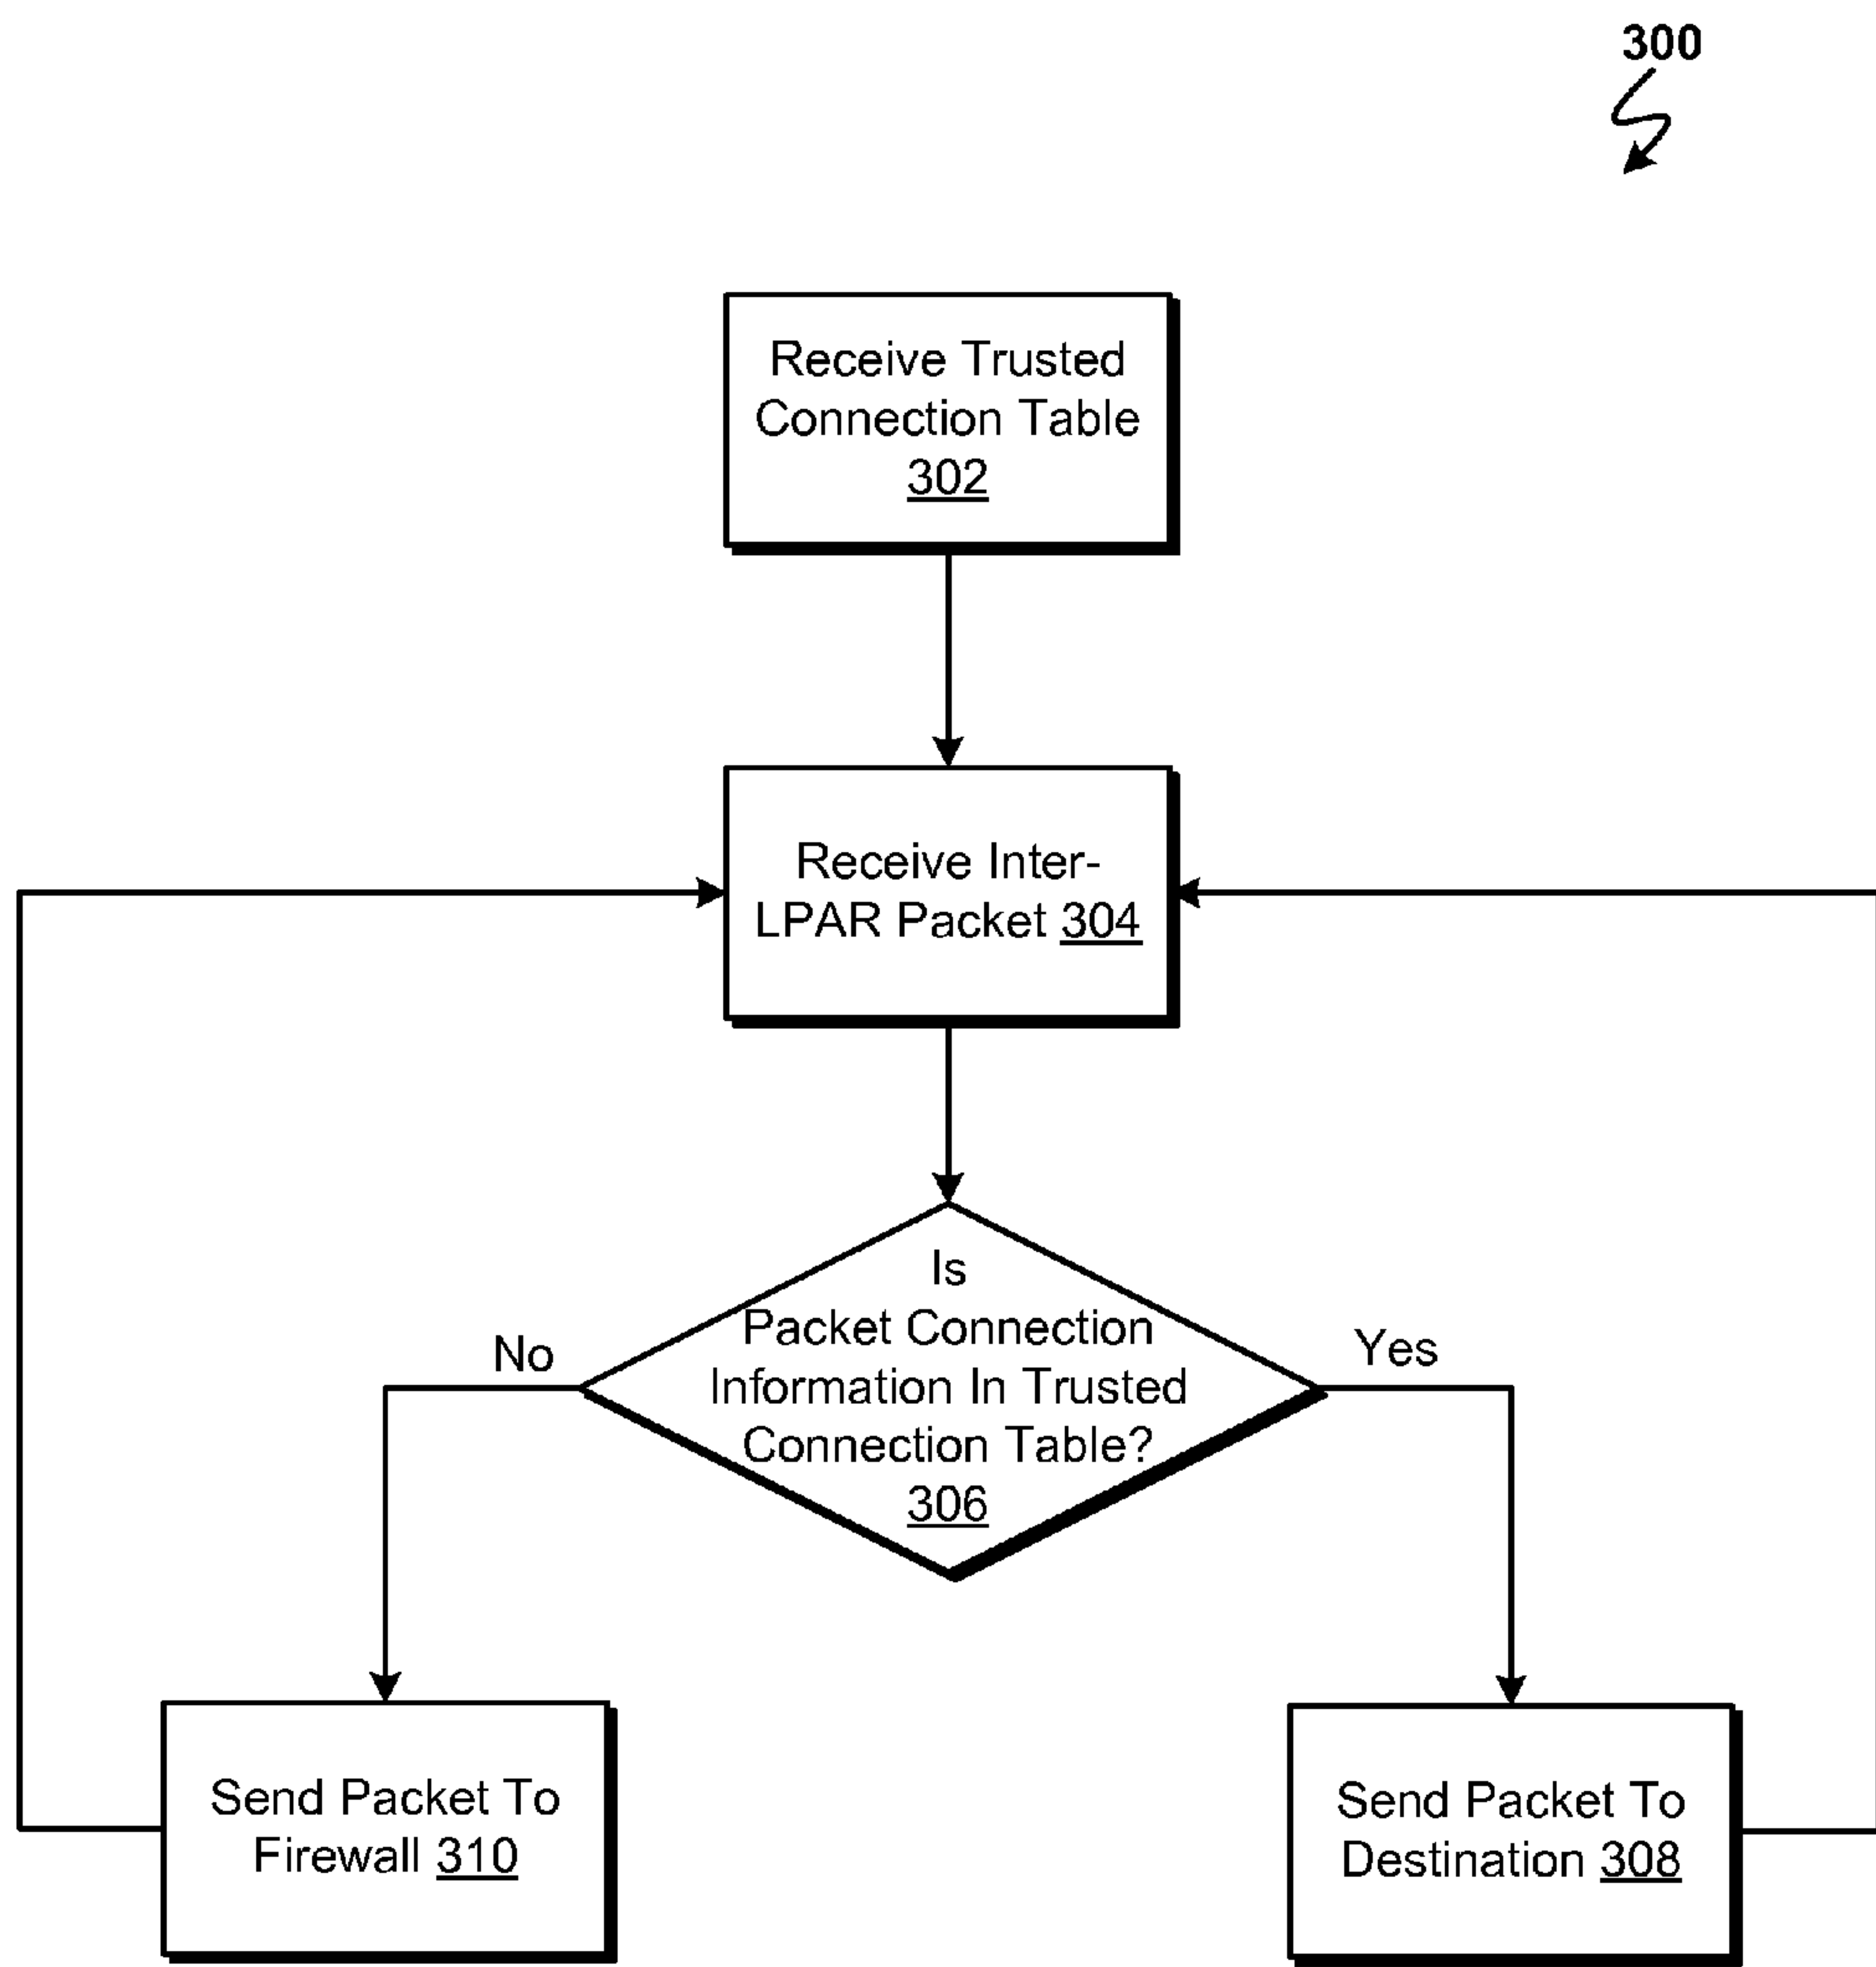 300
Receive Trusted
Connection Table
302
Receive Inter-
LPAR Packet 304
Is
Packet Connection
Information In Trusted
Connection Table?
306
No
Yes
Send Packet To
Firewall 310
Send Packet To
Destination 308